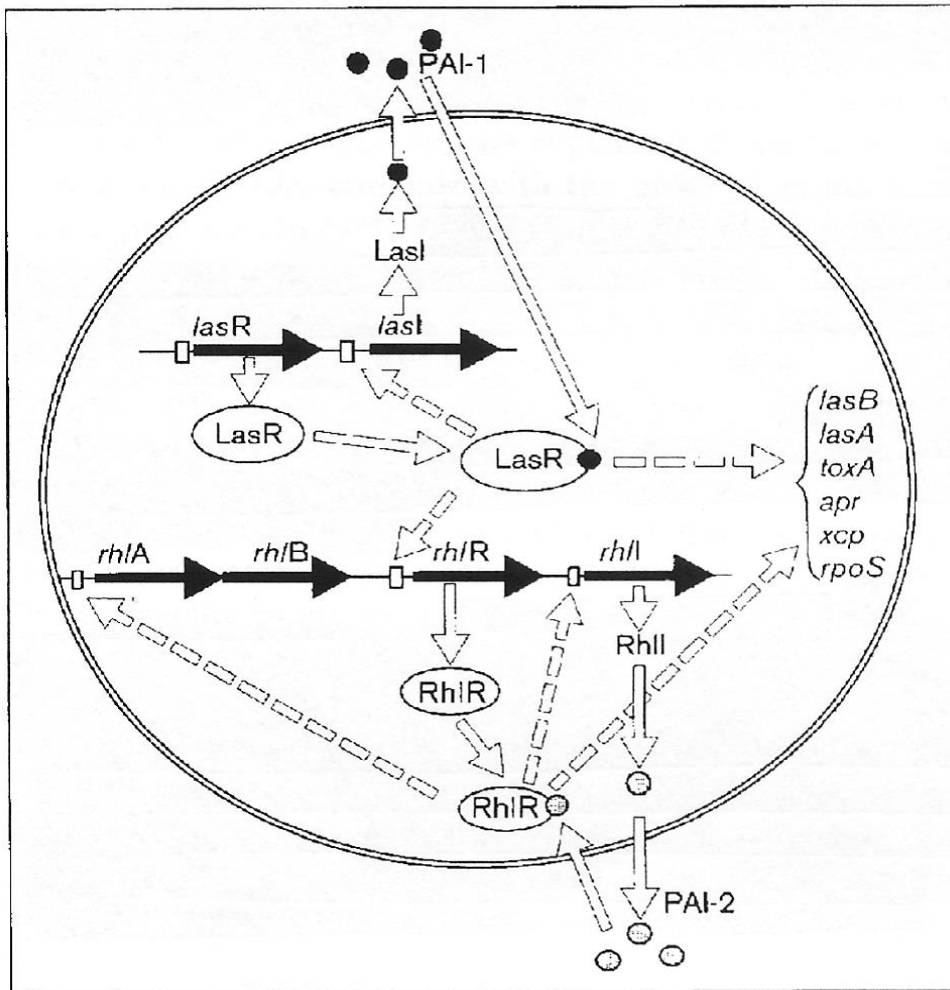 PAI-1
LasI
lasR
lasI
LasR
LasR
lasB
lasA
toxA
apr
xcp
rpoS
rhlA
rhlB
rhlR
rhlI
RhlI
RhlR
RhlR
PAI-2